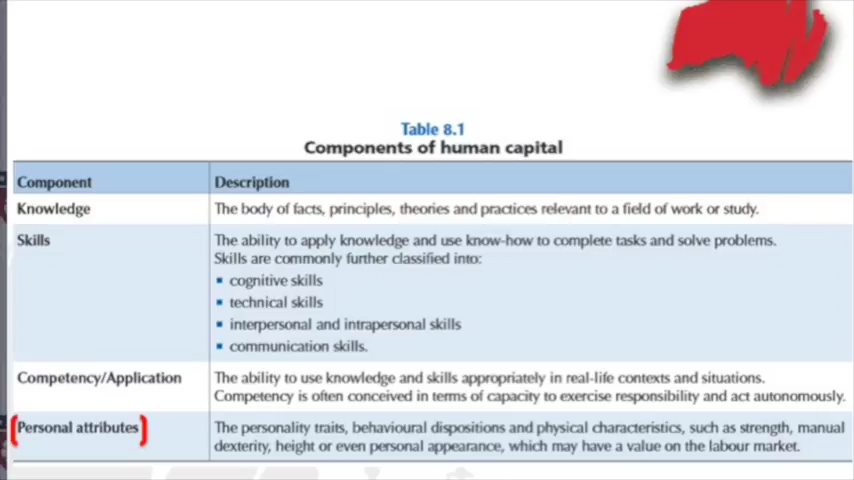 Table 8.1
Components of human capital
Component Description
Knowledge The body of facts, principles, theories and practices relevant to a field of work or study.
Skills The ability to apply knowledge and use know-how to complete tasks and solve problems.
Skills are commonly further classified into:
▪ cognitive skills
▪ technical skills
▪ interpersonal and intrapersonal skills
▪ communication skills.
Competency/Application The ability to use knowledge and skills appropriately in real-life contexts and situations.
Competency is often conceived in terms of capacity to exercise responsibility and act autonomously.
Personal attributes The personality traits, behavioural dispositions and physical characteristics, such as strength, manual
dexterity, height or even personal appearance, which may have a value on the labour market.